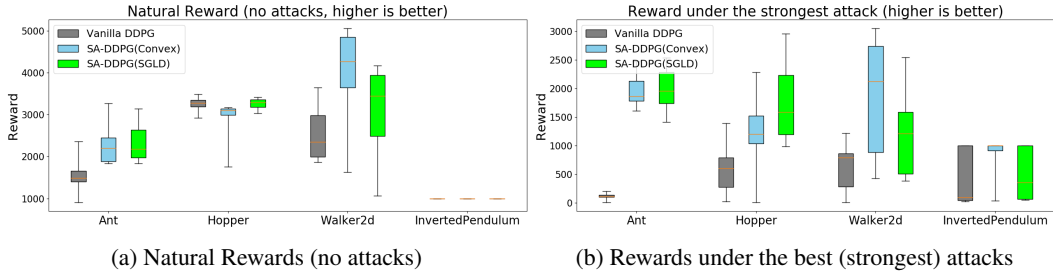 Natural Reward (no attacks, higher is better)
Vanilla DDPG
SA-DDPG(Convex)
SA-DDPG(SGLD)
Reward
5000
4000
3000
2000
1000
Ant Hopper Walker2d InvertedPendulum
(a) Natural Rewards (no attacks)
Reward under the strongest attack (higher is better)
Vanilla DDPG
SA-DDPG(Convex)
SA-DDPG(SGLD)
Reward
3000
2500
2000
1500
1000
500
0
Ant Hopper Walker2d InvertedPendulum
(b) Rewards under the best (strongest) attacks